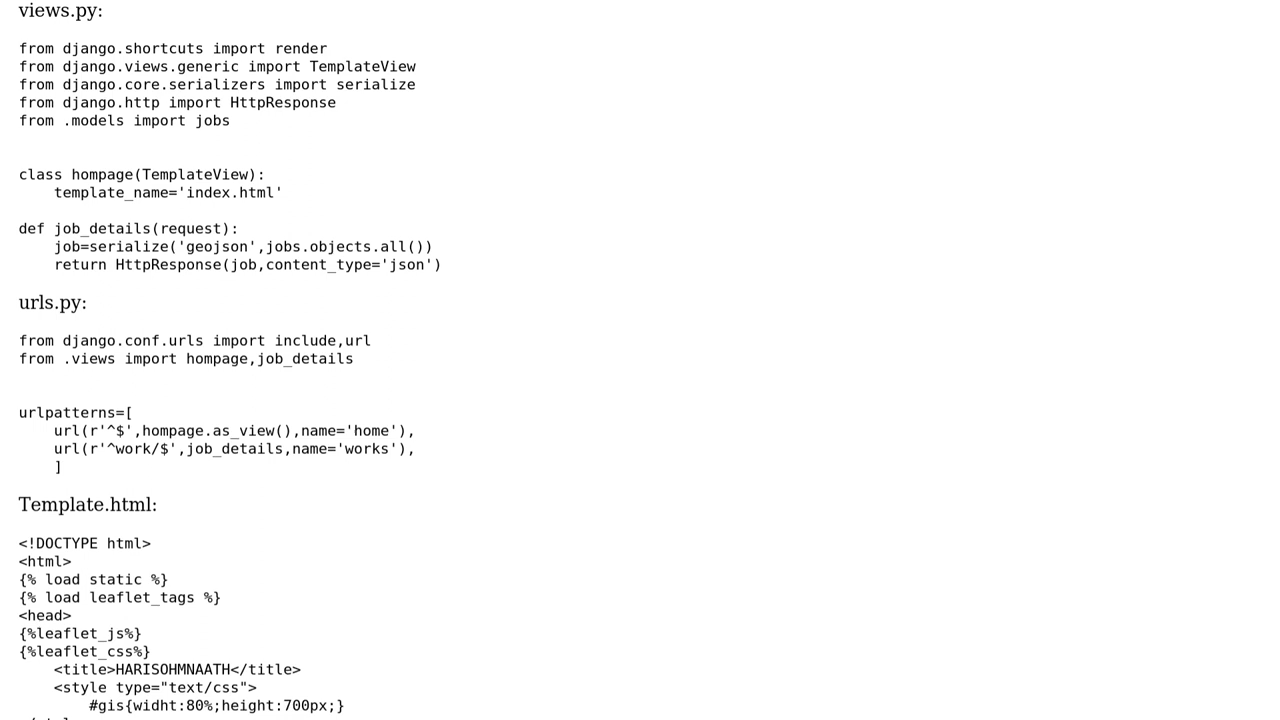 views.py:
from django.shortcuts import render
from django.views.generic import TemplateView
from django.core.serializers import serialize
from django.http import HttpResponse
from .models import jobs
class hompage(TemplateView):
    template_name='index.html'
def job_details(request):
    job=serialize('geojson',jobs.objects.all())
    return HttpResponse(job,content_type='json')
urls.py:
from django.conf.urls import include,url
from .views import hompage,job_details
urlpatterns=[
    url(r'^$',hompage.as_view(),name='home'),
    url(r'^work/$',job_details,name='works'),
    ]
Template.html:
<!DOCTYPE html>
<html>
{% load static %}
{% load leaflet_tags %}
<head>
{%leaflet_js%}
{%leaflet_css%}
    <title>HARISOHMNAATH</title>
    <style type="text/css">
        #gis{widht:80%;height:700px;}